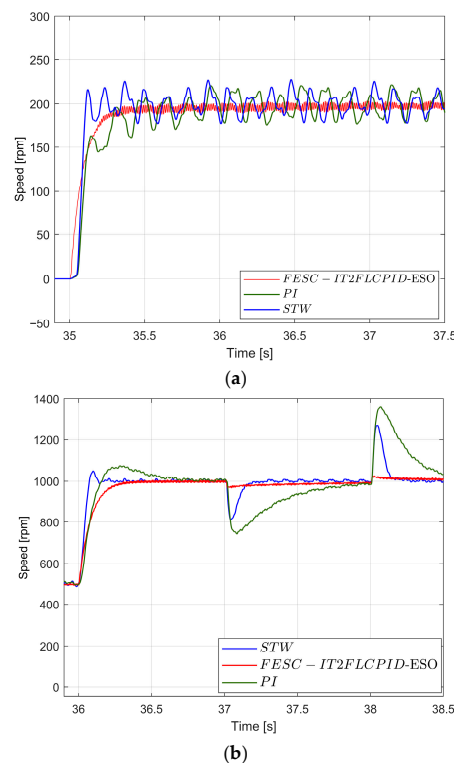 300
250
200
150
100
50
0
−50
Speed [rpm]
FESC − IT2FLCPID-ESO
PI
STW
35
35.5
36
36.5
37
37.5
Time [s]
(a)
1400
1200
1000
800
600
400
200
0
Speed [rpm]
STW
FESC − IT2FLCPID-ESO
PI
36
36.5
37
37.5
38
38.5
Time [s]
(b)